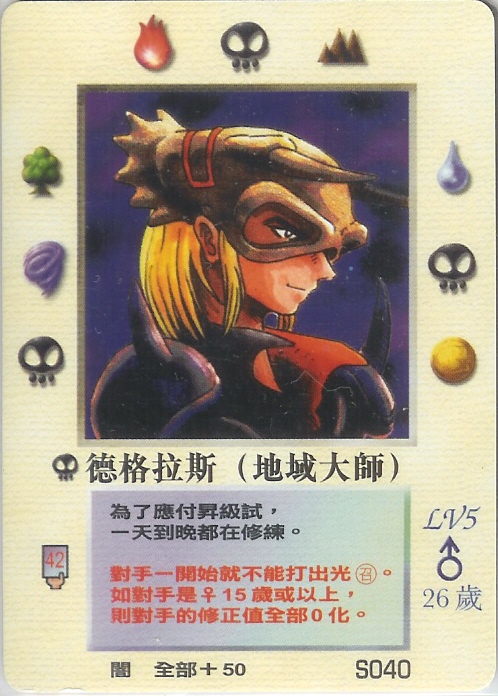 德格拉斯（地域大師）
為了應付昇級試，
一天到晚都在修練。
對手一開始就不能打出光㊁。
如對手是♀15歲或以上，
則對手的修正值全部0化。
LV5
♂
26歲
42
闇 全部＋50
S040